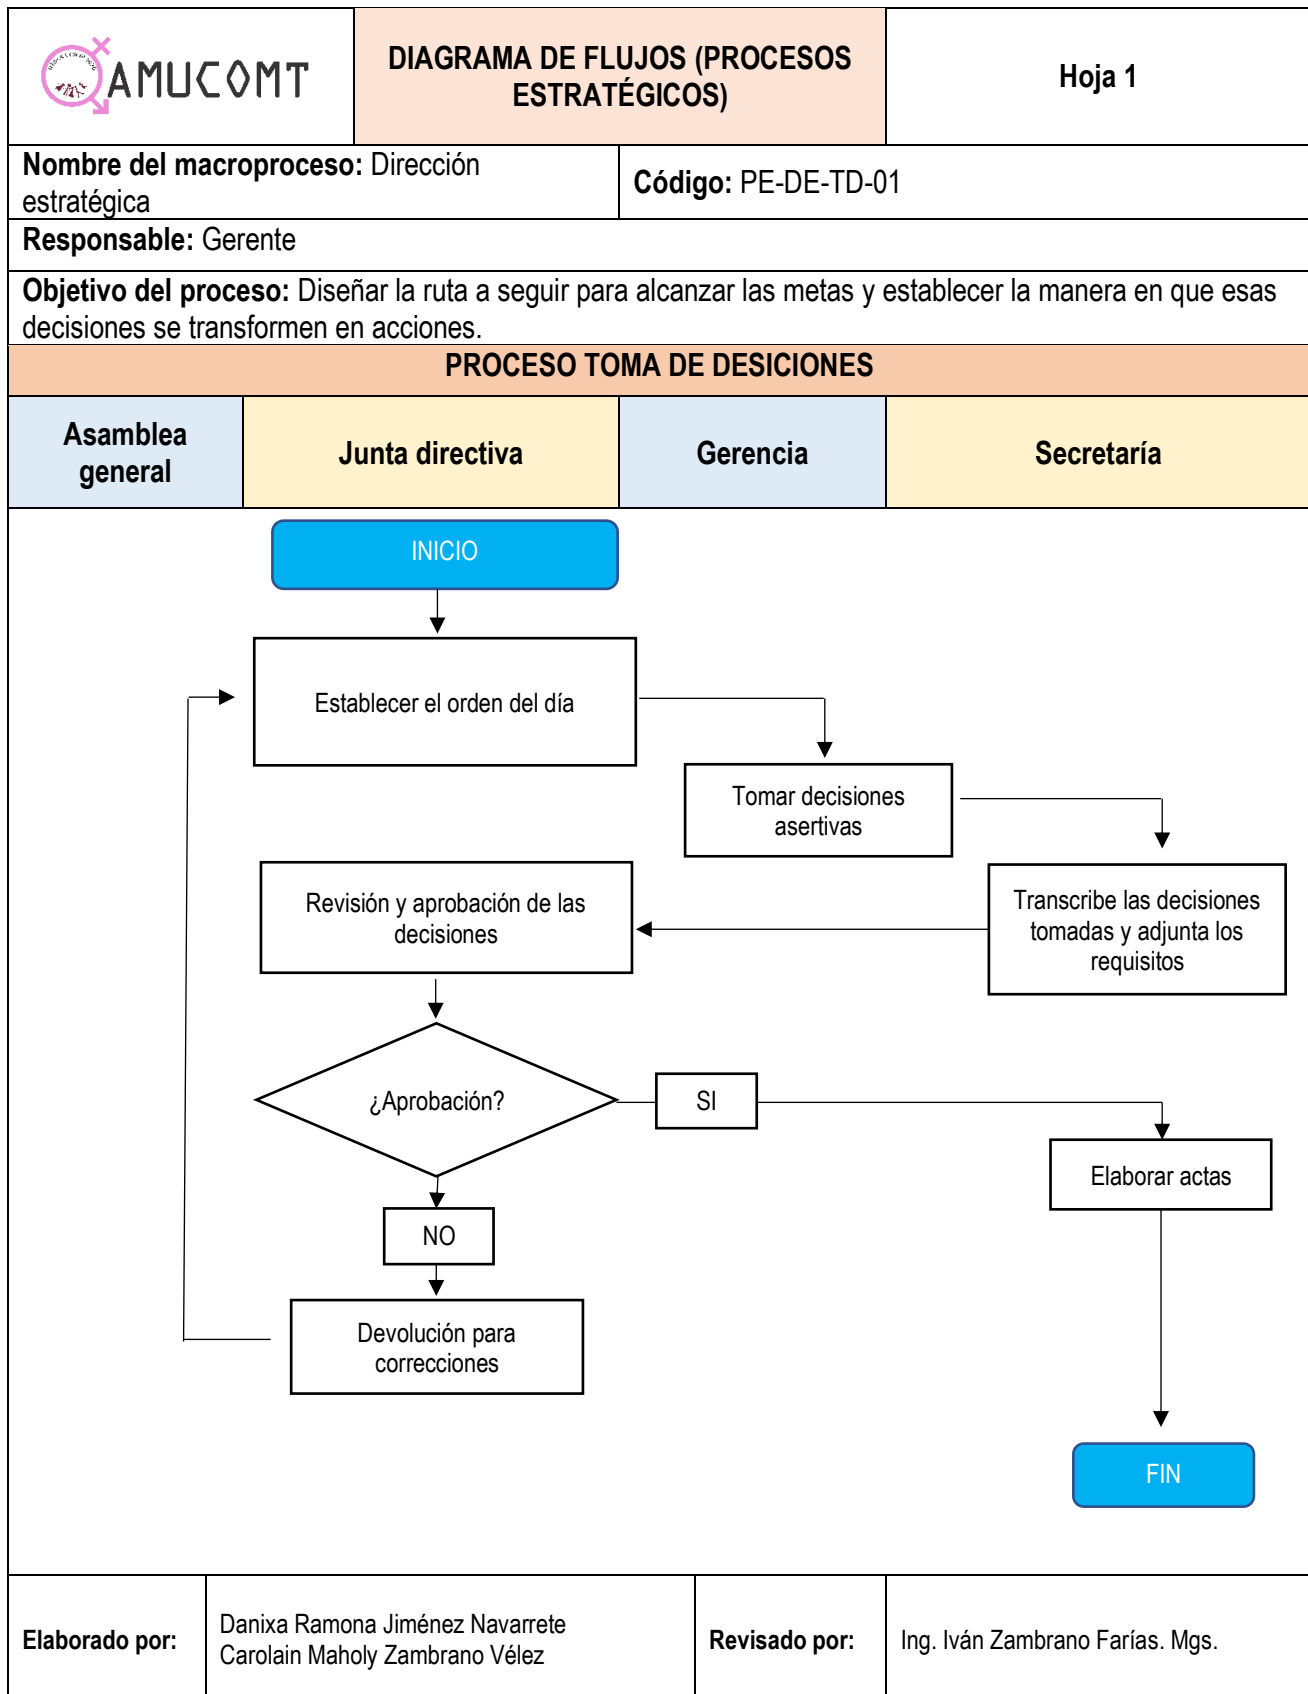 AMUCOMT
DIAGRAMA DE FLUJOS (PROCESOS
ESTRATÉGICOS)
Hoja 1
Nombre del macroproceso: Dirección
estratégica
Código: PE-DE-TD-01
Responsable: Gerente
Objetivo del proceso: Diseñar la ruta a seguir para alcanzar las metas y establecer la manera en que esas
decisiones se transformen en acciones.
PROCESO TOMA DE DESICIONES
Asamblea
general
Junta directiva
Gerencia
Secretaría
INICIO
Establecer el orden del día
Tomar decisiones
asertivas
Transcribe las decisiones
tomadas y adjunta los
requisitos
Revisión y aprobación de las
decisiones
¿Aprobación?
SI
Elaborar actas
NO
Devolución para
correcciones
FIN
Elaborado por:
Danixa Ramona Jiménez Navarrete
Carolain Maholy Zambrano Vélez
Revisado por:
Ing. Iván Zambrano Farías. Mgs.